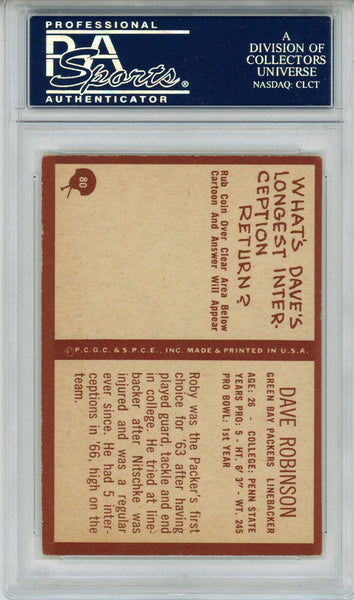 PROFESSIONAL
PSA
Sports
AUTHENTICATOR
A
DIVISION OF
COLLECTORS
UNIVERSE
NASDAQ: CLCT
80
WHAT'S DAVE'S
LONGEST INTER-
CEPTION
RETURN?
Rub Coin Over Clear Area Below
Cartoon And Answer Will Appear
© P.C.G.C. & S.P.C.E., INC. MADE & PRINTED IN U.S.A.
DAVE ROBINSON
GREEN BAY PACKERS LINEBACKER
AGE: 26 - COLLEGE: PENN STATE
YEARS PRO: 5 - HT. 6' 3" - WT. 245
PRO BOWL: 1st YEAR
Roby was the Packer's first
choice for '63 after having
played guard, tackle and end
in college. He tried at line-
backer after Nitschke was
injured and was a regular
ever since. He had 5 inter-
ceptions in '66, high on the
team.